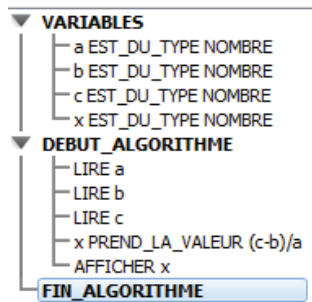 VARIABLES
a EST_DU_TYPE NOMBRE
b EST_DU_TYPE NOMBRE
c EST_DU_TYPE NOMBRE
x EST_DU_TYPE NOMBRE
DEBUT_ALGORITHME
LIRE a
LIRE b
LIRE c
x PREND_LA_VALEUR (c-b)/a
AFFICHER x
FIN_ALGORITHME